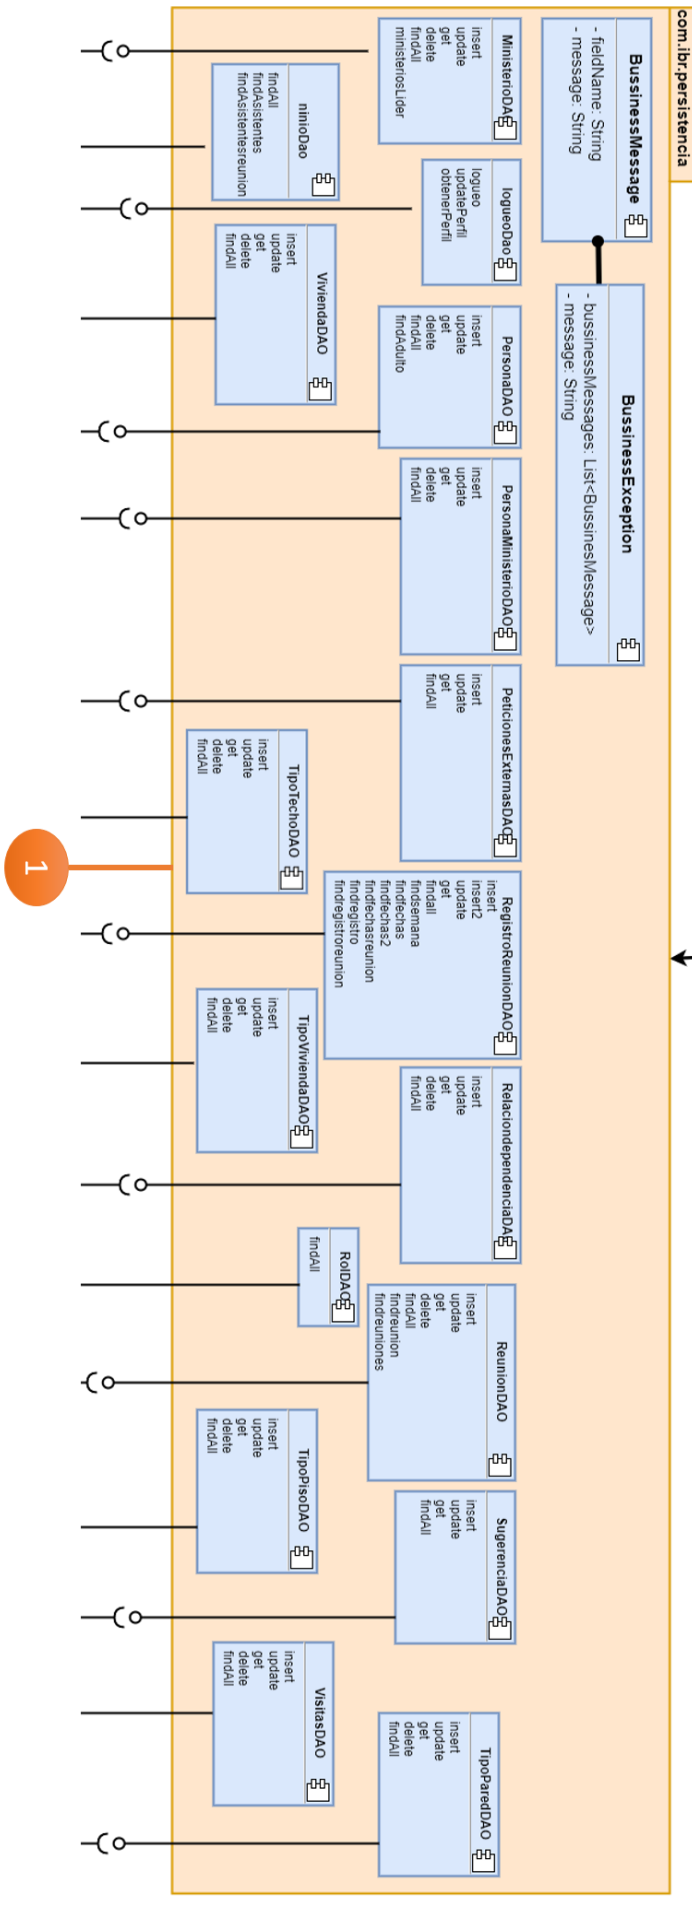 com.ibr.persistencia
BussinessMessage
- fieldName: String
- message: String
BussinessException
- bussinessMessages: List<BussinesMessage>
- message: String
MinisterioDAO
insert
update
get
delete
findAll
ministeriosLider
logueoDao
logueo
updatePerfil
obtenerPerfil
PersonaDAO
insert
update
get
delete
findAll
findAdulto
PersonaMinisterioDAO
insert
update
get
delete
findAll
PeticionesExternasDAO
insert
update
get
findAll
RegistroReunionDAO
insert
insert2
update
get
findall
findsemana
findfechas
findfechas2
findfechasreunion
findregistro
findregistroreunion
RelaciondependenciaDAO
insert
update
get
delete
findAll
ReunionDAO
insert
update
get
delete
findAll
findreunion
findreuniones
SugerenciaDAO
insert
update
get
findAll
TipoParedDAO
insert
update
get
delete
findAll
ninioDao
findAll
findAsistentes
findAsistentesreunion
ViviendaDAO
insert
update
get
delete
findAll
TipoTechoDAO
insert
update
get
delete
findAll
TipoViviendaDAO
insert
update
get
delete
findAll
RolDAO
findAll
TipoPisoDAO
insert
update
get
delete
findAll
VisitasDAO
insert
update
get
delete
findAll
1